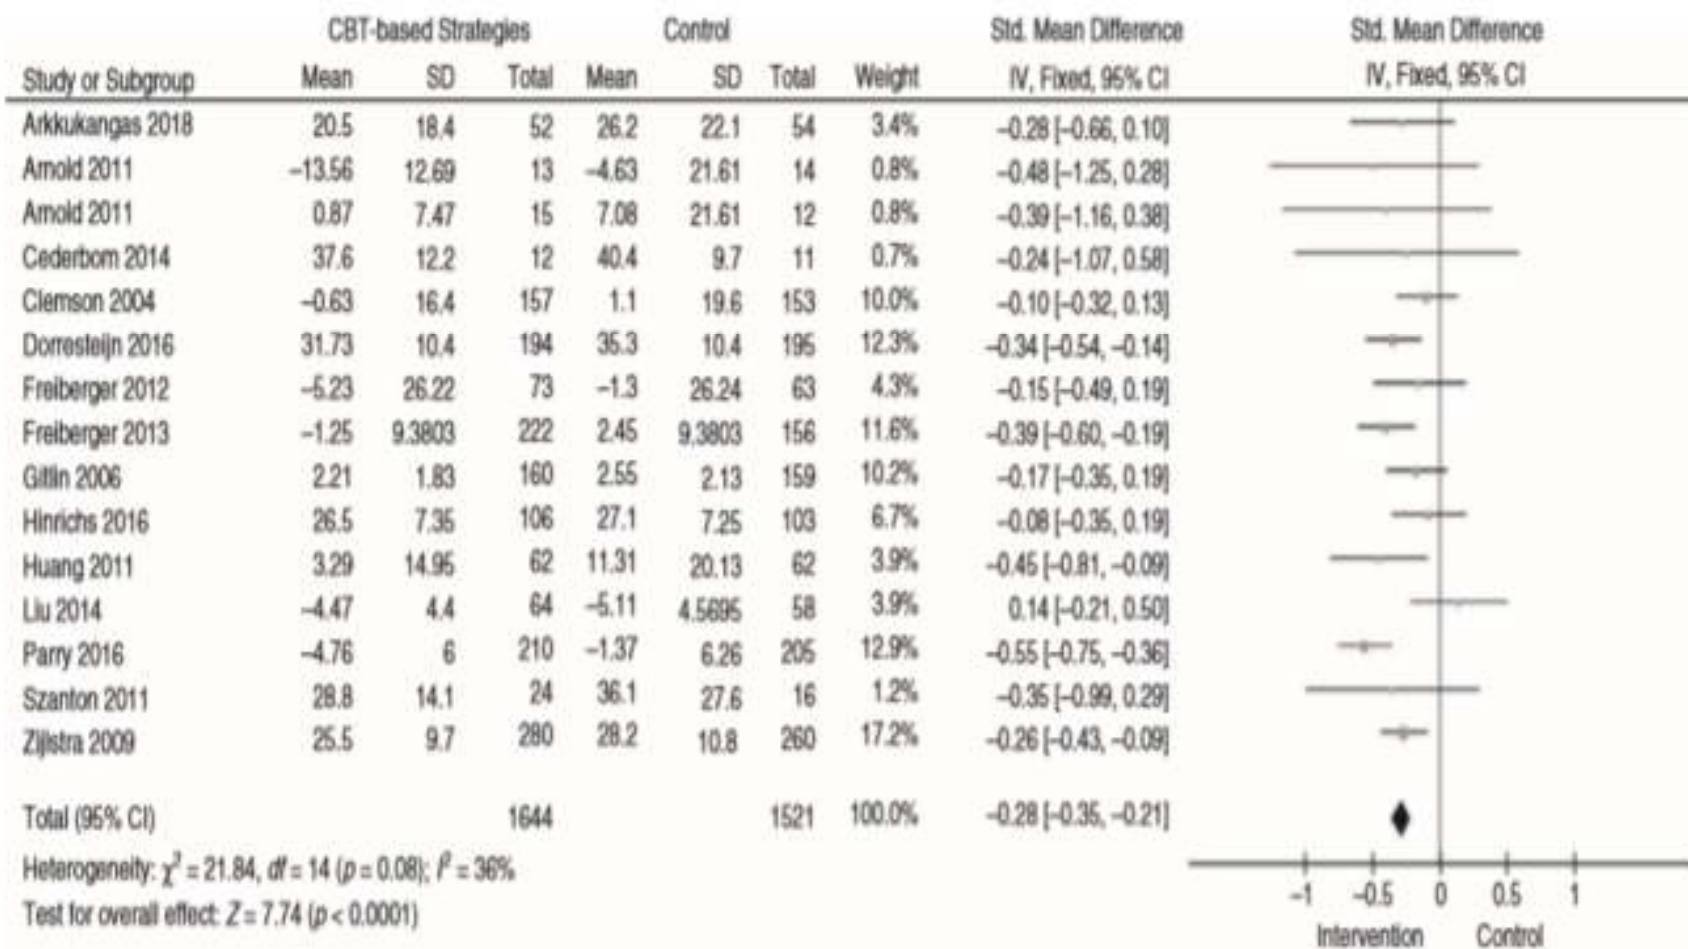 CBT-based Strategies Control Std. Mean Difference Std. Mean Difference
Study or Subgroup Mean SD Total Mean SD Total Weight IV, Fixed, 95% CI IV, Fixed, 95% CI
Arkkukangas 2018 20.5 18.4 52 26.2 22.1 54 3.4% −0.28 [−0.66, 0.10]
Arnold 2011 −13.56 12.69 13 −4.63 21.61 14 0.8% −0.48 [−1.25, 0.28]
Arnold 2011 0.87 7.47 15 7.08 21.61 12 0.8% −0.39 [−1.16, 0.38]
Cederbom 2014 37.6 12.2 12 40.4 9.7 11 0.7% −0.24 [−1.07, 0.58]
Clemson 2004 −0.63 16.4 157 1.1 19.6 153 10.0% −0.10 [−0.32, 0.13]
Dorresteijn 2016 31.73 10.4 194 35.3 10.4 195 12.3% −0.34 [−0.54, −0.14]
Freiberger 2012 −5.23 26.22 73 −1.3 26.24 63 4.3% −0.15 [−0.49, 0.19]
Freiberger 2013 −1.25 9.3803 222 2.45 9.3803 156 11.6% −0.39 [−0.60, −0.19]
Gitlin 2006 2.21 1.83 160 2.55 2.13 159 10.2% −0.17 [−0.35, 0.19]
Hinrichs 2016 26.5 7.35 106 27.1 7.25 103 6.7% −0.08 [−0.35, 0.19]
Huang 2011 3.29 14.95 62 11.31 20.13 62 3.9% −0.45 [−0.81, −0.09]
Liu 2014 −4.47 4.4 64 −5.11 4.5695 58 3.9% 0.14 [−0.21, 0.50]
Parry 2016 −4.76 6 210 −1.37 6.26 205 12.9% −0.55 [−0.75, −0.36]
Szanton 2011 28.8 14.1 24 36.1 27.6 16 1.2% −0.35 [−0.99, 0.29]
Zijlstra 2009 25.5 9.7 280 28.2 10.8 260 17.2% −0.26 [−0.43, −0.09]
Total (95% CI) 1644 1521 100.0% −0.28 [−0.35, −0.21]
Heterogeneity: χ² = 21.84, df = 14 (p = 0.08); I² = 36%
Test for overall effect: Z = 7.74 (p < 0.0001)
−1 −0.5 0 0.5 1
Intervention Control